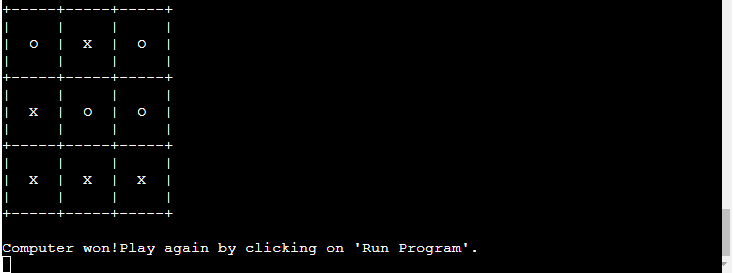 +-----+-----+-----+
|     |     |     |
|  o  |  x  |  o  |
|     |     |     |
+-----+-----+-----+
|     |     |     |
|  x  |  o  |  o  |
|     |     |     |
+-----+-----+-----+
|     |     |     |
|  x  |  x  |  x  |
|     |     |     |
+-----+-----+-----+
Computer won!Play again by clicking on 'Run Program'.